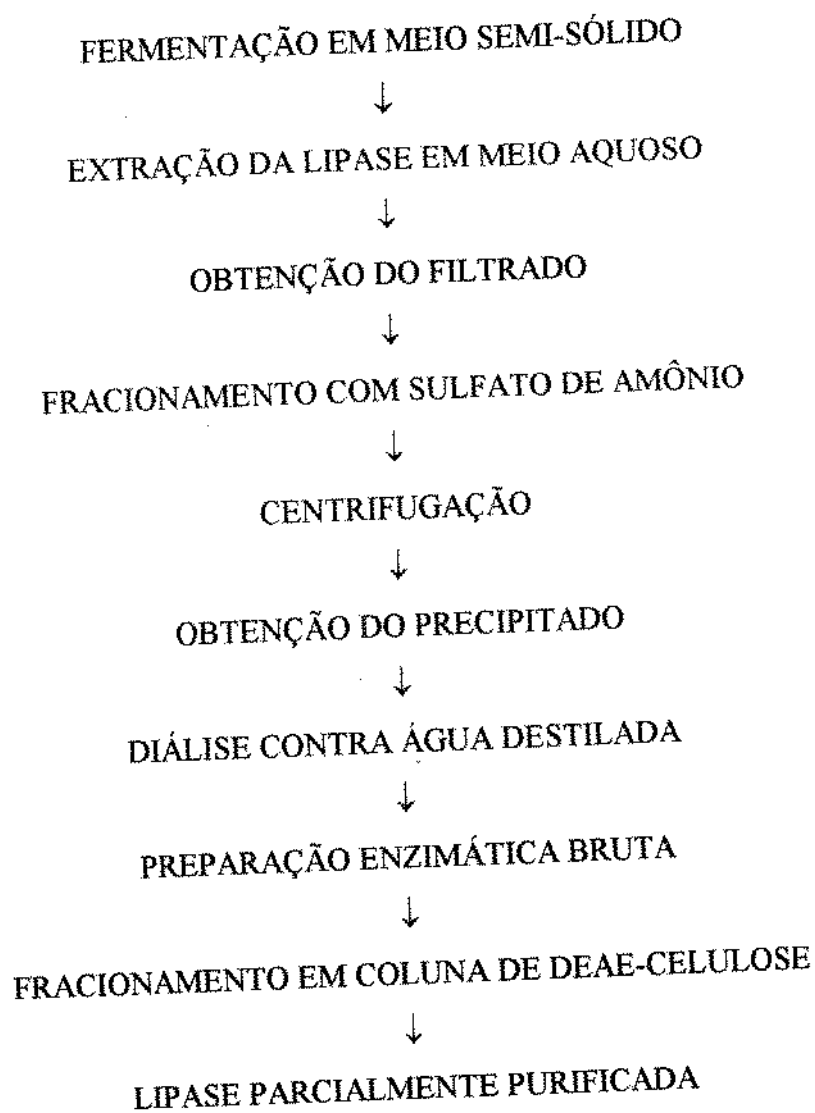 FERMENTAÇÃO EM MEIO SEMI-SÓLIDO
↓
EXTRAÇÃO DA LIPASE EM MEIO AQUOSO
↓
OBTENÇÃO DO FILTRADO
↓
FRACIONAMENTO COM SULFATO DE AMÔNIO
↓
CENTRIFUGAÇÃO
↓
OBTENÇÃO DO PRECIPITADO
↓
DIÁLISE CONTRA ÁGUA DESTILADA
↓
PREPARAÇÃO ENZIMÁTICA BRUTA
↓
FRACIONAMENTO EM COLUNA DE DEAE-CELULOSE
↓
LIPASE PARCIALMENTE PURIFICADA